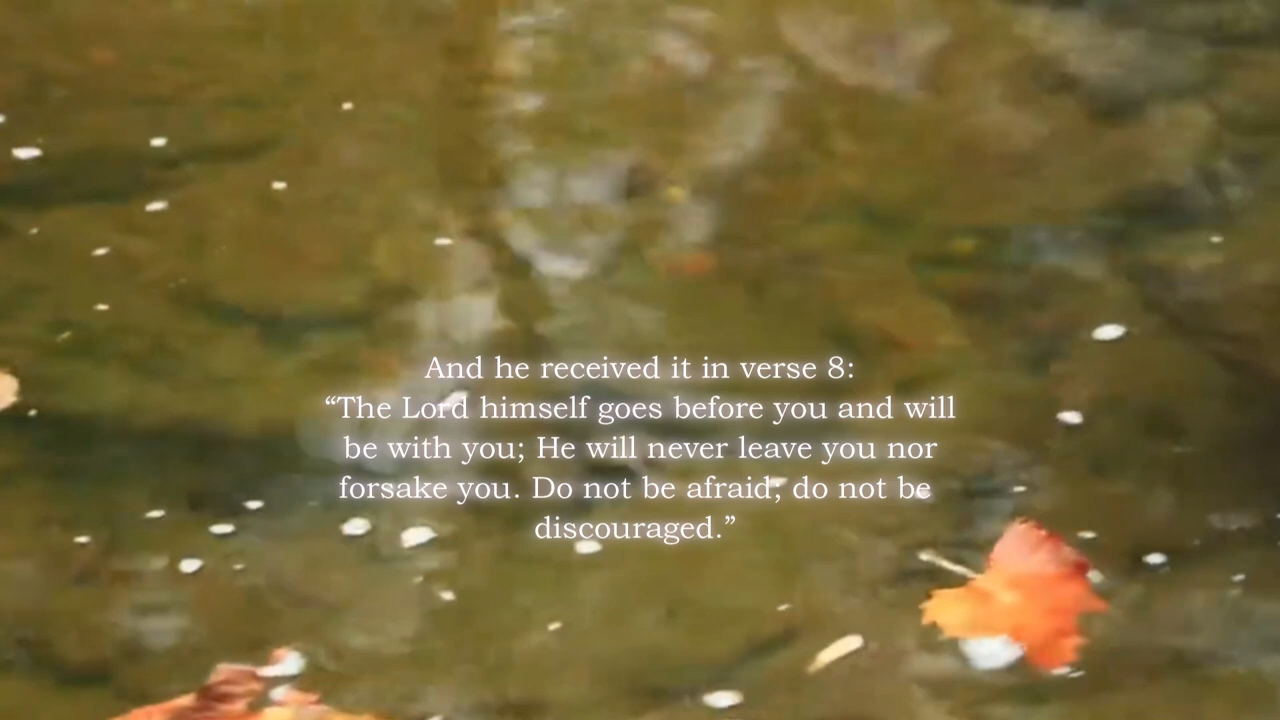 And he received it in verse 8:
“The Lord himself goes before you and will
be with you; He will never leave you nor
forsake you. Do not be afraid; do not be
discouraged.”